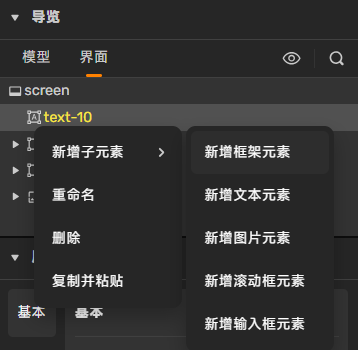 导览
模型 界面
screen
text-10
新增子元素 新增框架元素
重命名 新增文本元素
删除 新增图片元素
复制并粘贴 新增滚动框元素
基本 基本 新增输入框元素